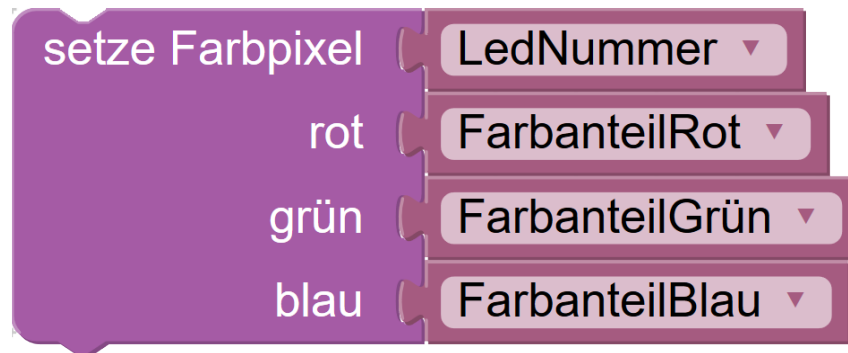 setze Farbpixel LedNummer
rot FarbanteilRot
grün FarbanteilGrün
blau FarbanteilBlau